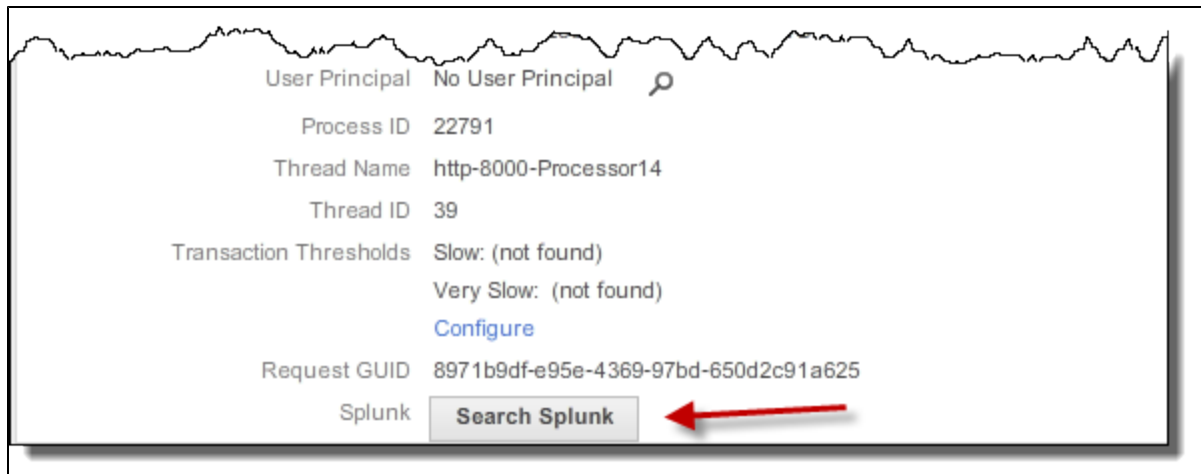 User Principal No User Principal
Process ID 22791
Thread Name http-8000-Processor14
Thread ID 39
Transaction Thresholds Slow: (not found)
Very Slow: (not found)
Configure
Request GUID 8971b9df-e95e-4369-97bd-650d2c91a625
Splunk Search Splunk